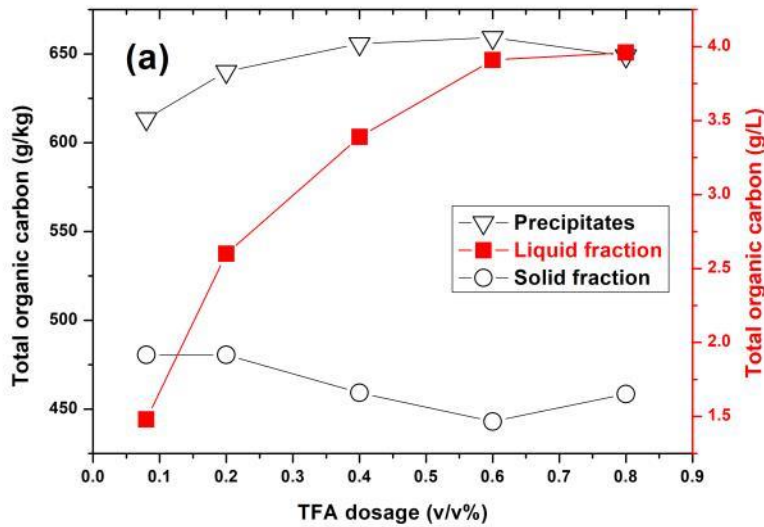 (a)
Total organic carbon (g/kg)
650
600
550
500
450
Total organic carbon (g/L)
4.0
3.5
3.0
2.5
2.0
1.5
Precipitates
Liquid fraction
Solid fraction
0.0 0.1 0.2 0.3 0.4 0.5 0.6 0.7 0.8 0.9
TFA dosage (v/v%)